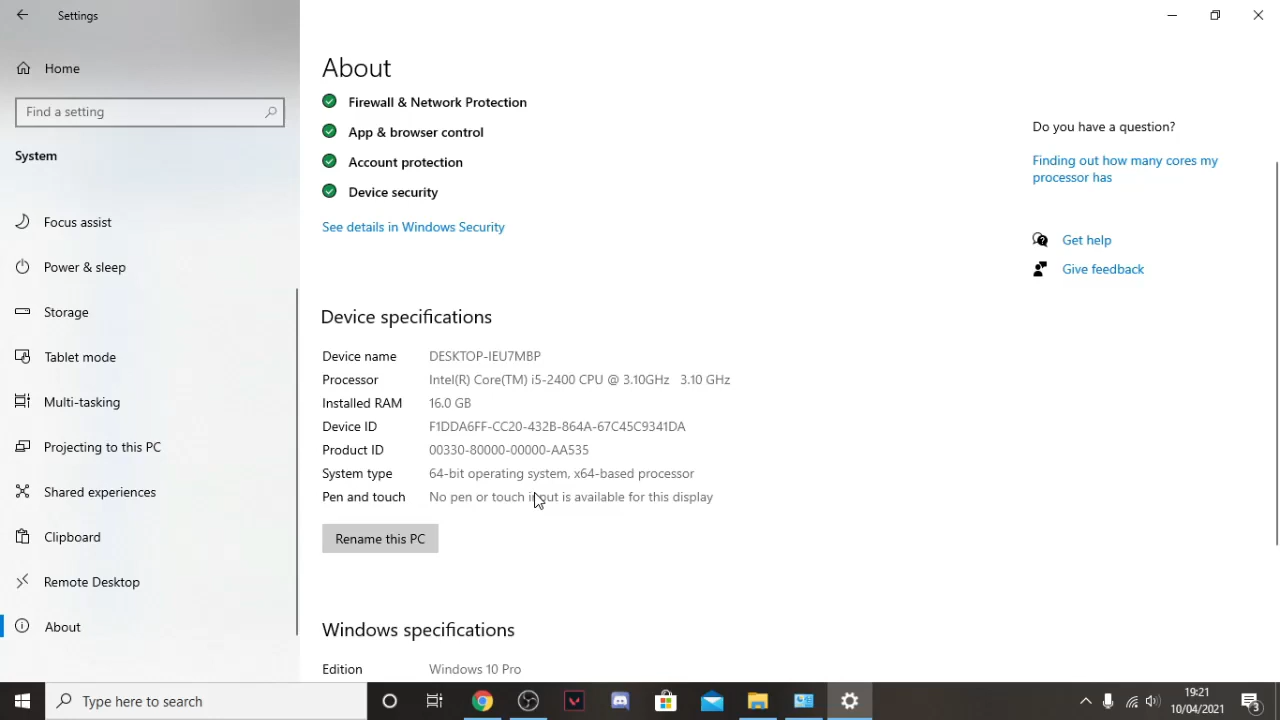 Settings
Home
Find a setting
System
Focus assist
Power & sleep
Storage
Tablet mode
Multi-tasking
Projecting to this PC
Shared experiences
Clipboard
Remote Desktop
About
About
Firewall & Network Protection
App & browser control
Account protection
Device security
See details in Windows Security
Device specifications
Device name DESKTOP-IEU7MBP
Processor Intel(R) Core(TM) i5-2400 CPU @ 3.10GHz 3.10 GHz
Installed RAM 16.0 GB
Device ID F1DDA6FF-CC20-432B-864A-67C45C9341DA
Product ID 00330-80000-00000-AA535
System type 64-bit operating system, x64-based processor
Pen and touch No pen or touch input is available for this display
Rename this PC
Windows specifications
Edition Windows 10 Pro
Do you have a question?
Finding out how many cores my
processor has
Get help
Give feedback
Type here to search
19:21
10/04/2021
3